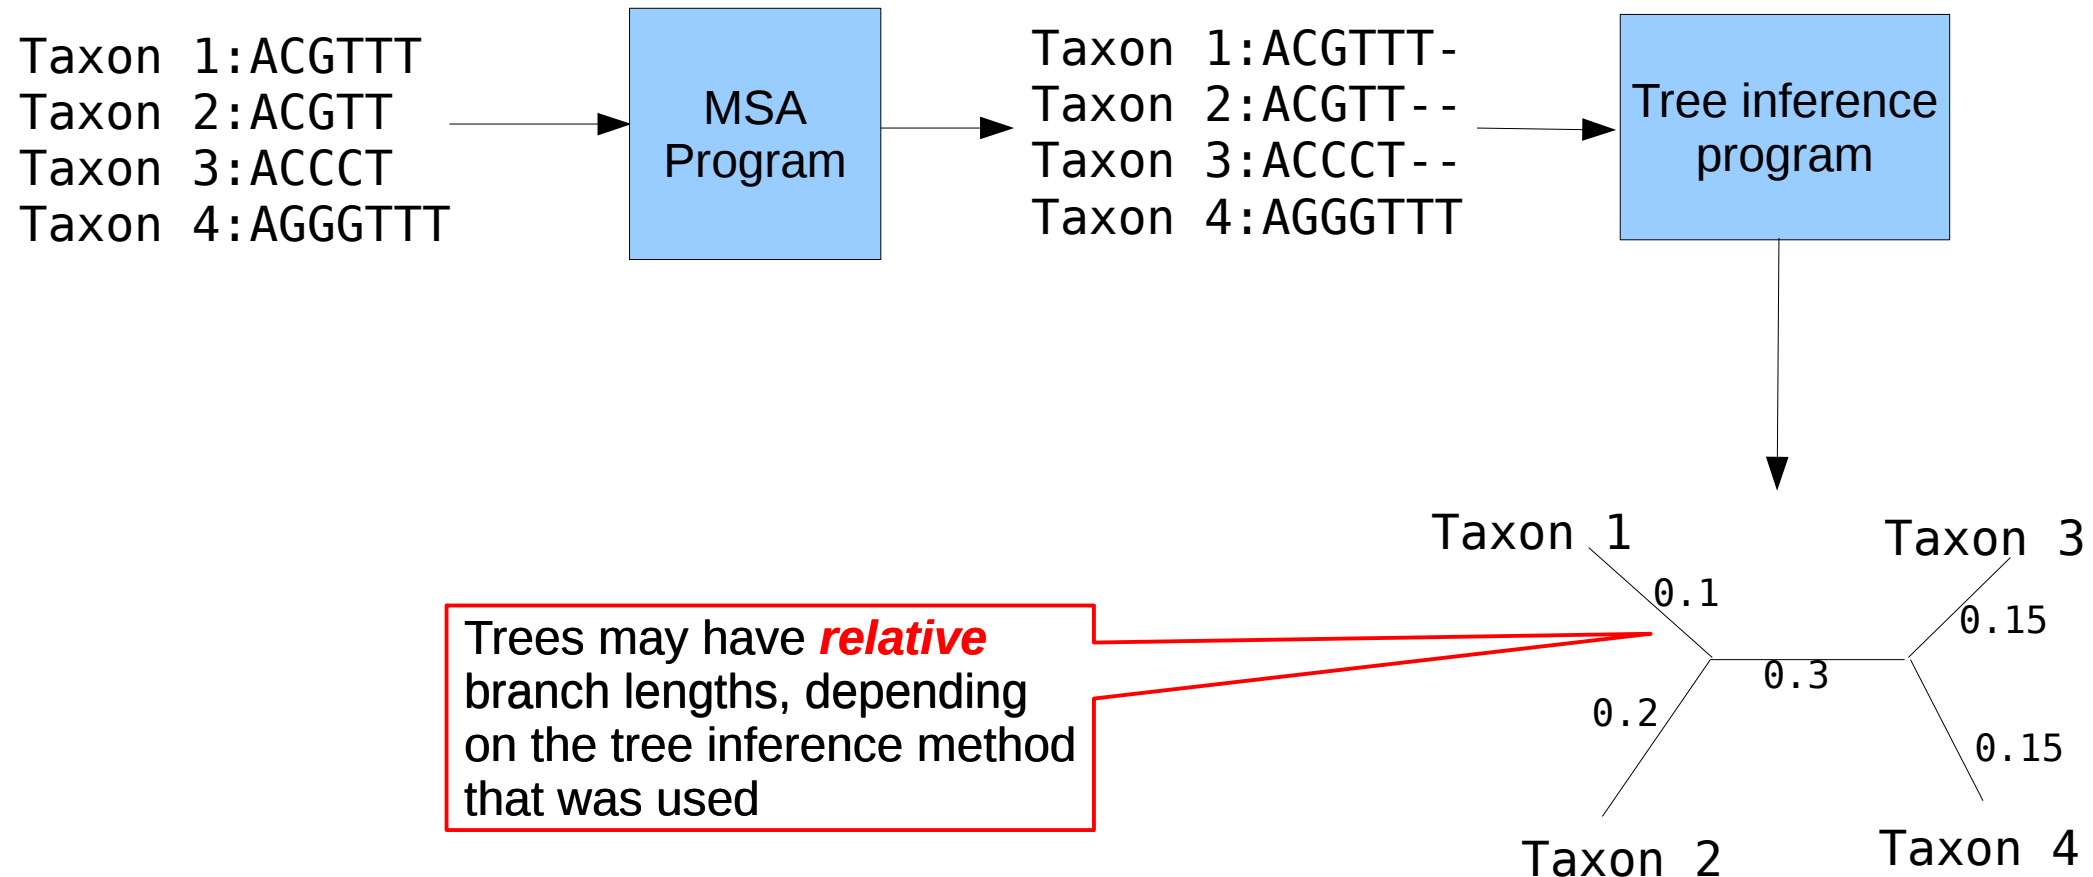 Taxon 1:ACGTTT
Taxon 2:ACGTT
Taxon 3:ACCCT
Taxon 4:AGGGTTT
MSA
Program
Taxon 1:ACGTTT-
Taxon 2:ACGTT--
Taxon 3:ACCCT--
Taxon 4:AGGGTTT
Tree inference
program
Trees may have relative
branch lengths, depending
on the tree inference method
that was used
Taxon 1
Taxon 3
0.1
0.15
0.3
0.2
0.15
Taxon 2
Taxon 4